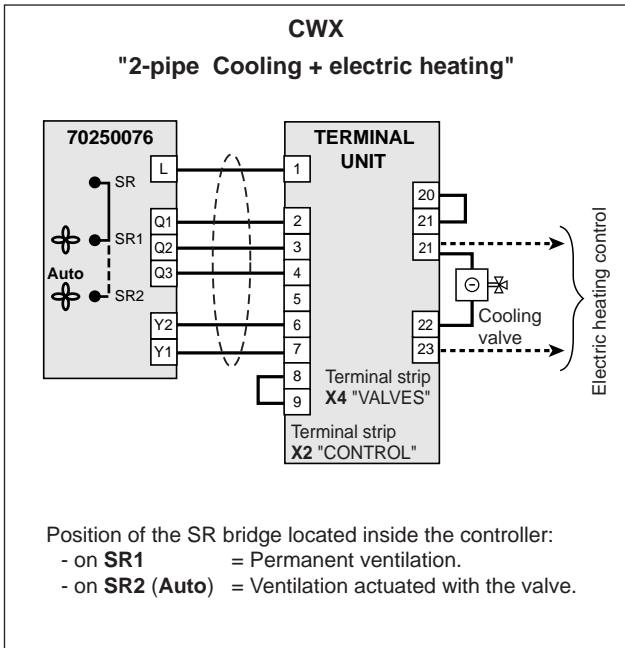 CWX
"2-pipe Cooling + electric heating"
70250076
SR
SR1
Auto
SR2
L
Q1
Q2
Q3
Y2
Y1
TERMINAL
UNIT
1
2
3
4
5
6
7
8
9
20
21
21
22
23
Cooling
valve
Terminal strip
X4 "VALVES"
Terminal strip
X2 "CONTROL"
Electric heating control
Position of the SR bridge located inside the controller:
- on SR1 = Permanent ventilation.
- on SR2 (Auto) = Ventilation actuated with the valve.